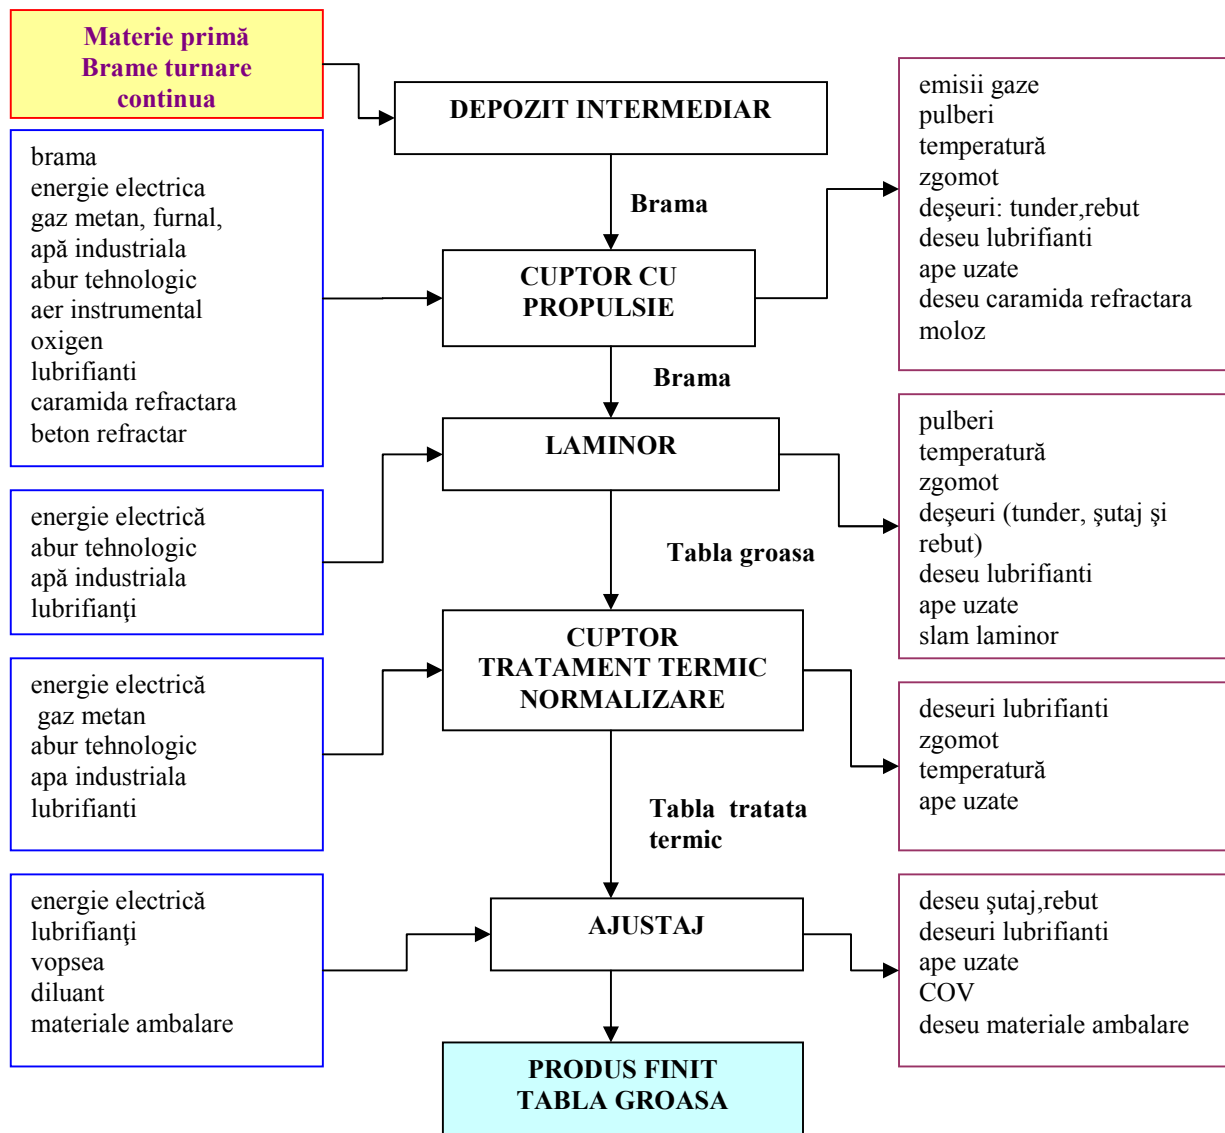 Materie primă
Brame turnare
continua
DEPOZIT INTERMEDIAR
Brama
brama
energie electrica
gaz metan, furnal,
apă industriala
abur tehnologic
aer instrumental
oxigen
lubrifianti
caramida refractara
beton refractar
CUPTOR CU
PROPULSIE
emisii gaze
pulberi
temperatură
zgomot
deşeuri: tunder,rebut
deseu lubrifianti
ape uzate
deseu caramida refractara
moloz
Brama
energie electrică
abur tehnologic
apă industriala
lubrifianţi
LAMINOR
pulberi
temperatură
zgomot
deşeuri (tunder, şutaj şi
rebut)
deseu lubrifianti
ape uzate
slam laminor
Tabla groasa
energie electrică
gaz metan
abur tehnologic
apa industriala
lubrifianti
CUPTOR
TRATAMENT TERMIC
NORMALIZARE
deseuri lubrifianti
zgomot
temperatură
ape uzate
Tabla tratata
termic
energie electrică
lubrifianţi
vopsea
diluant
materiale ambalare
AJUSTAJ
deseu şutaj,rebut
deseuri lubrifianti
ape uzate
COV
deseu materiale ambalare
PRODUS FINIT
TABLA GROASA